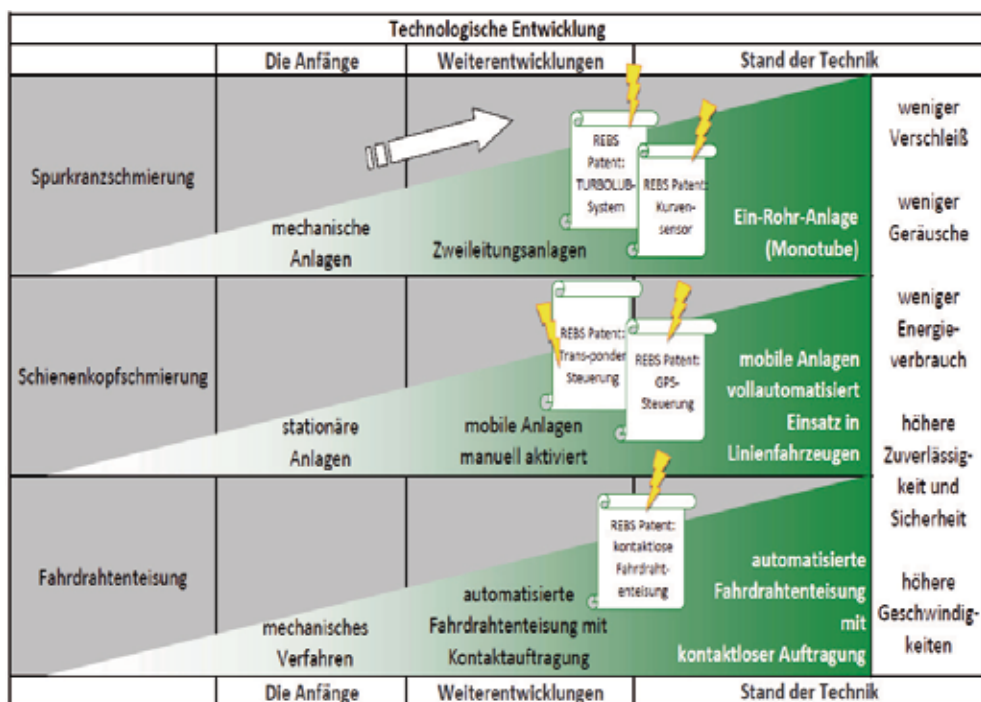 Technologische Entwicklung
Die Anfänge
Weiterentwicklungen
Stand der Technik
Spurkranzschmierung
mechanische
Anlagen
Zweileitungsanlagen
REBS
Patent:
TURBOLUB-
System
REBS Patent:
Kurven-
sensor
Ein-Rohr-Anlage
(Monotube)
Schienenkopfschmierung
stationäre
Anlagen
mobile Anlagen
manuell aktiviert
REBS Patent:
Trans-ponder
Steuerung
REBS Patent:
GPS-
Steuerung
mobile Anlagen
vollautomatisiert
Einsatz in
Linienfahrzeugen
Fahrdrahtenteisung
mechanisches
Verfahren
automatisierte
Fahrdrahtenteisung mit
Kontaktauftragung
REBS Patent:
kontaktlose
Fahrdraht-
enteisung
automatisierte
Fahrdrahtenteisung
mit
kontaktloser Auftragung
weniger
Verschleiß
weniger
Geräusche
weniger
Energie-
verbrauch
höhere
Zuverlässig-
keit und
Sicherheit
höhere
Geschwindig-
keiten
Die Anfänge
Weiterentwicklungen
Stand der Technik